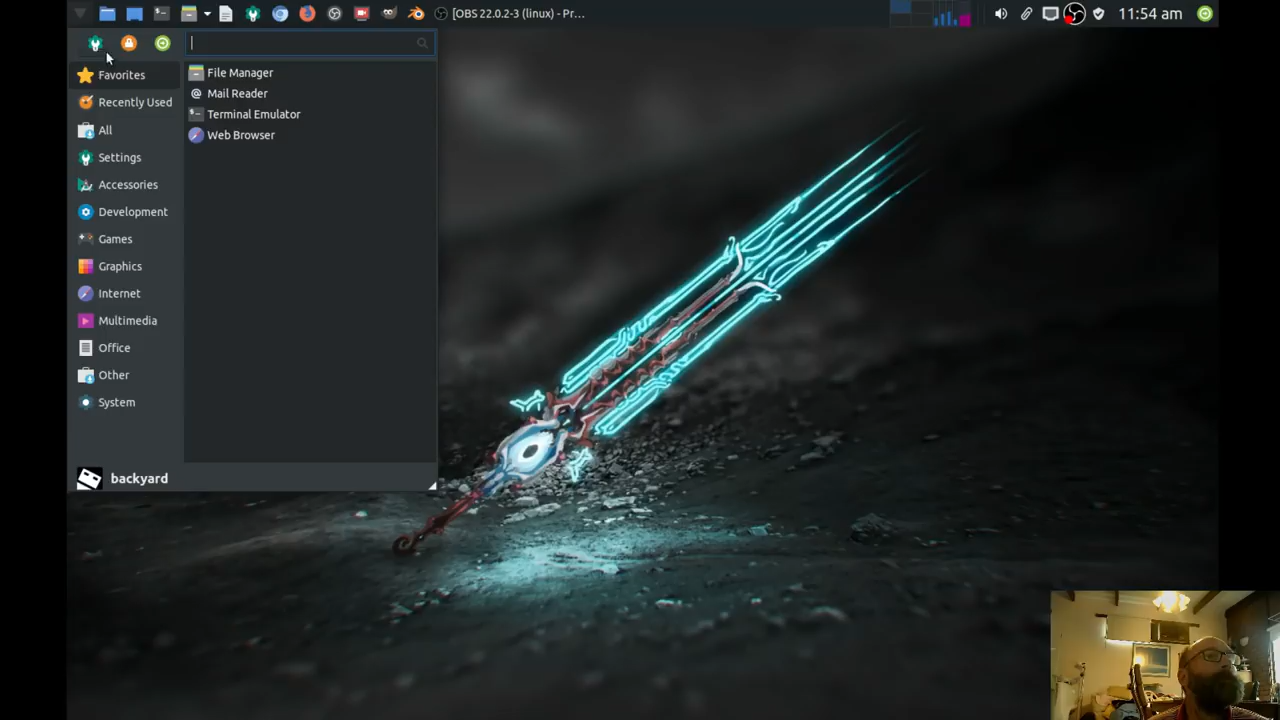 [OBS 22.0.2-3 (linux) - Pr...
11:54 am
Favorites
Recently Used
All
Settings
Accessories
Development
Games
Graphics
Internet
Multimedia
Office
Other
System
File Manager
Mail Reader
Terminal Emulator
Web Browser
backyard